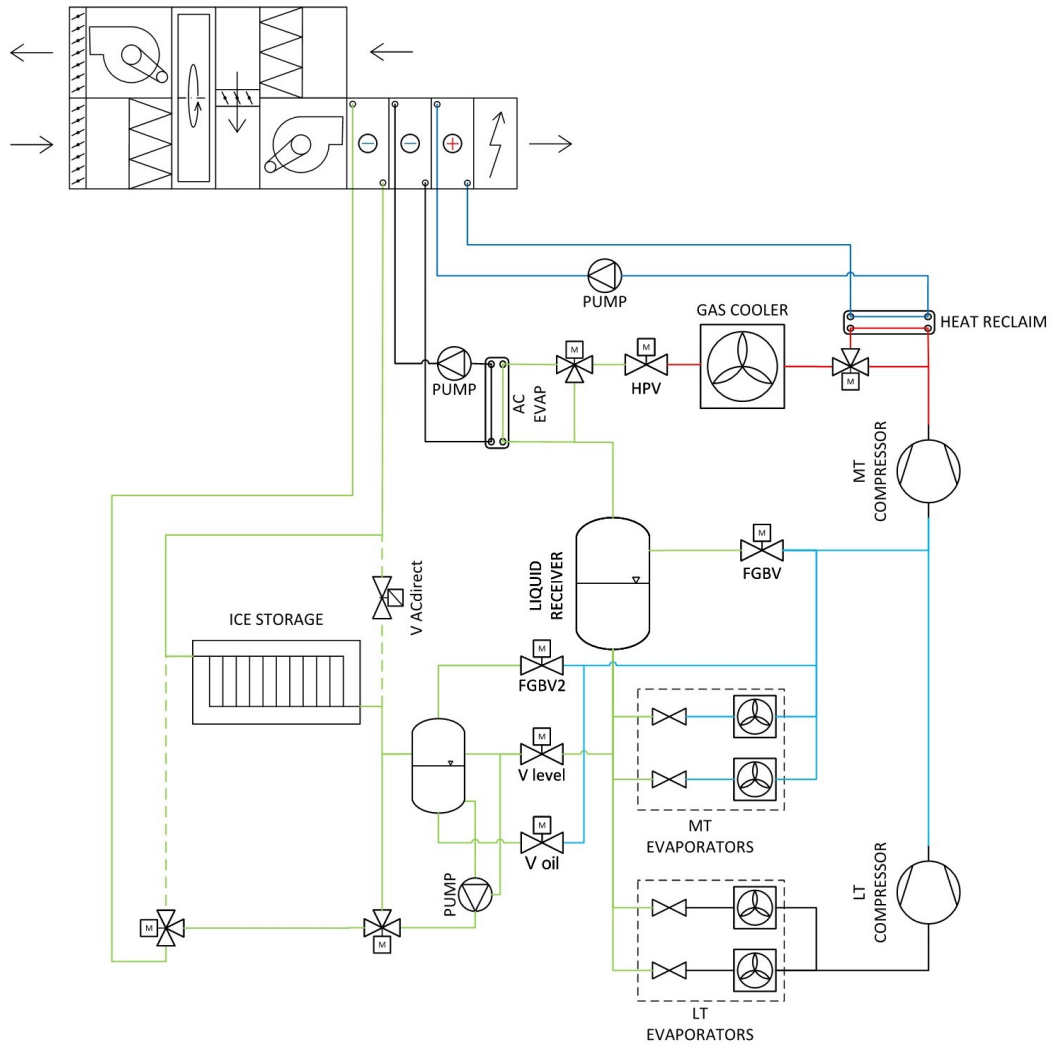 PUMP
GAS COOLER
HEAT RECLAIM
M
M
M
PUMP
HPV
AC
EVAP
MT
COMPRESSOR
M
LIQUID
RECEIVER
FGBV
V ACdirect
ICE STORAGE
M
FGBV2
M
V level
M
V oil
MT
EVAPORATORS
PUMP
LT
COMPRESSOR
M
M
LT
EVAPORATORS